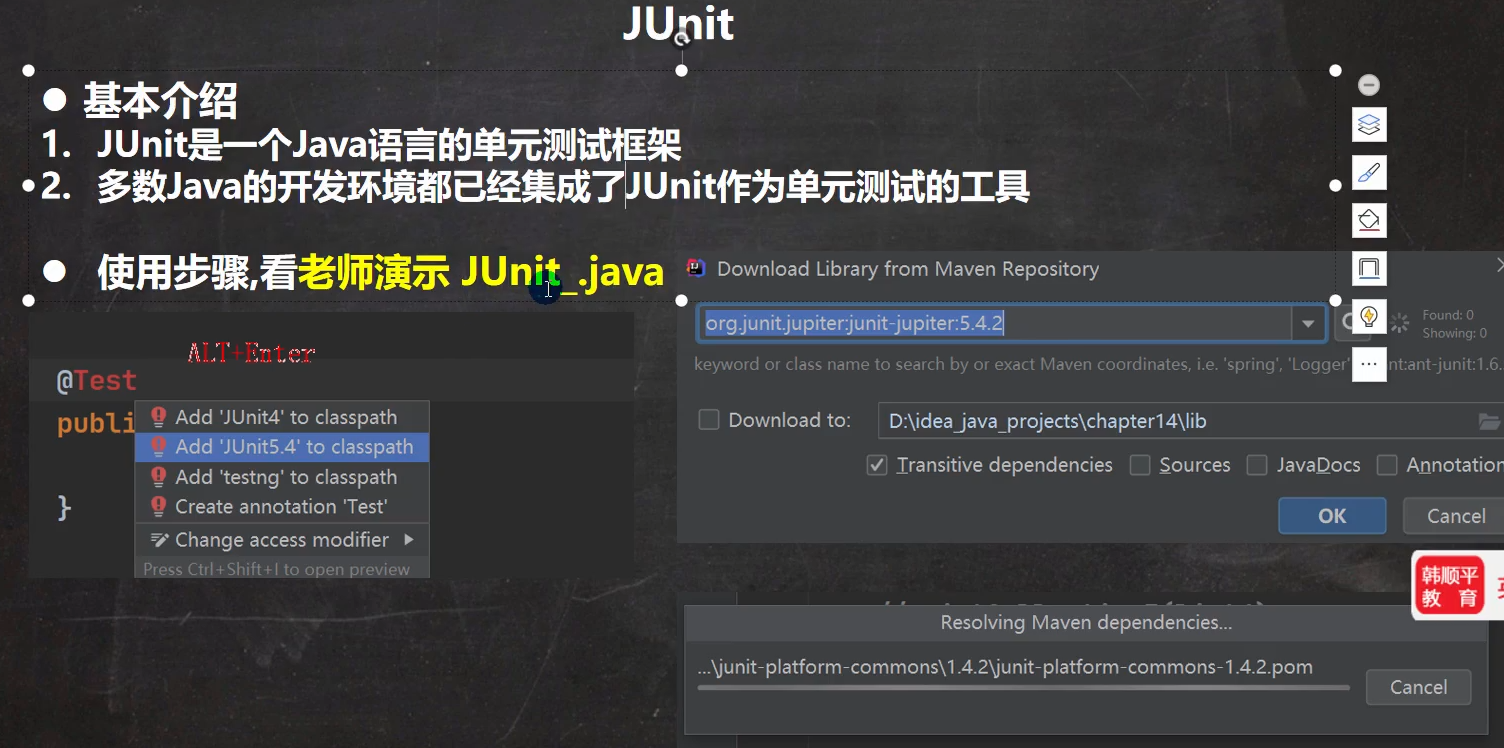 JUnit
● 基本介绍
1. JUnit是一个Java语言的单元测试框架
2. 多数Java的开发环境都已经集成了JUnit作为单元测试的工具
● 使用步骤,看老师演示 JUnit_.java
ALT+Enter
@Test
publi
Add 'JUnit4' to classpath
Add 'JUnit5.4' to classpath
Add 'testng' to classpath
Create annotation 'Test'
}
Change access modifier
Press Ctrl+Shift+I to open preview
Download Library from Maven Repository
org.junit.jupiter:junit-jupiter:5.4.2
Found: 0
Showing: 0
keyword or class name to search by or exact Maven coordinates, i.e. 'spring', 'Logger' nt:ant-junit:1.6.
Download to: D:\idea_java_projects\chapter14\lib
Transitive dependencies Sources JavaDocs Annotation
OK Cancel
韩顺平
教 育
Resolving Maven dependencies...
...\junit-platform-commons\1.4.2\junit-platform-commons-1.4.2.pom
Cancel